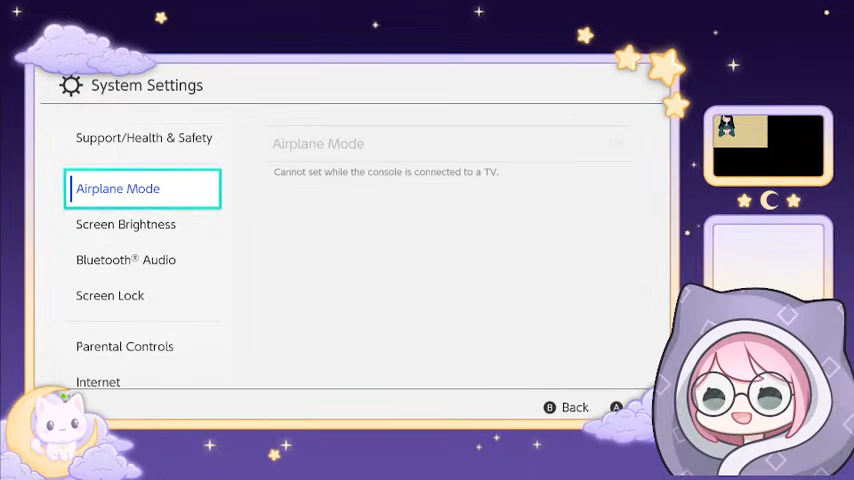 System Settings
Support/Health & Safety
Airplane Mode
Screen Brightness
Bluetooth® Audio
Screen Lock
Parental Controls
Internet
Airplane Mode
Cannot set while the console is connected to a TV.
B Back A